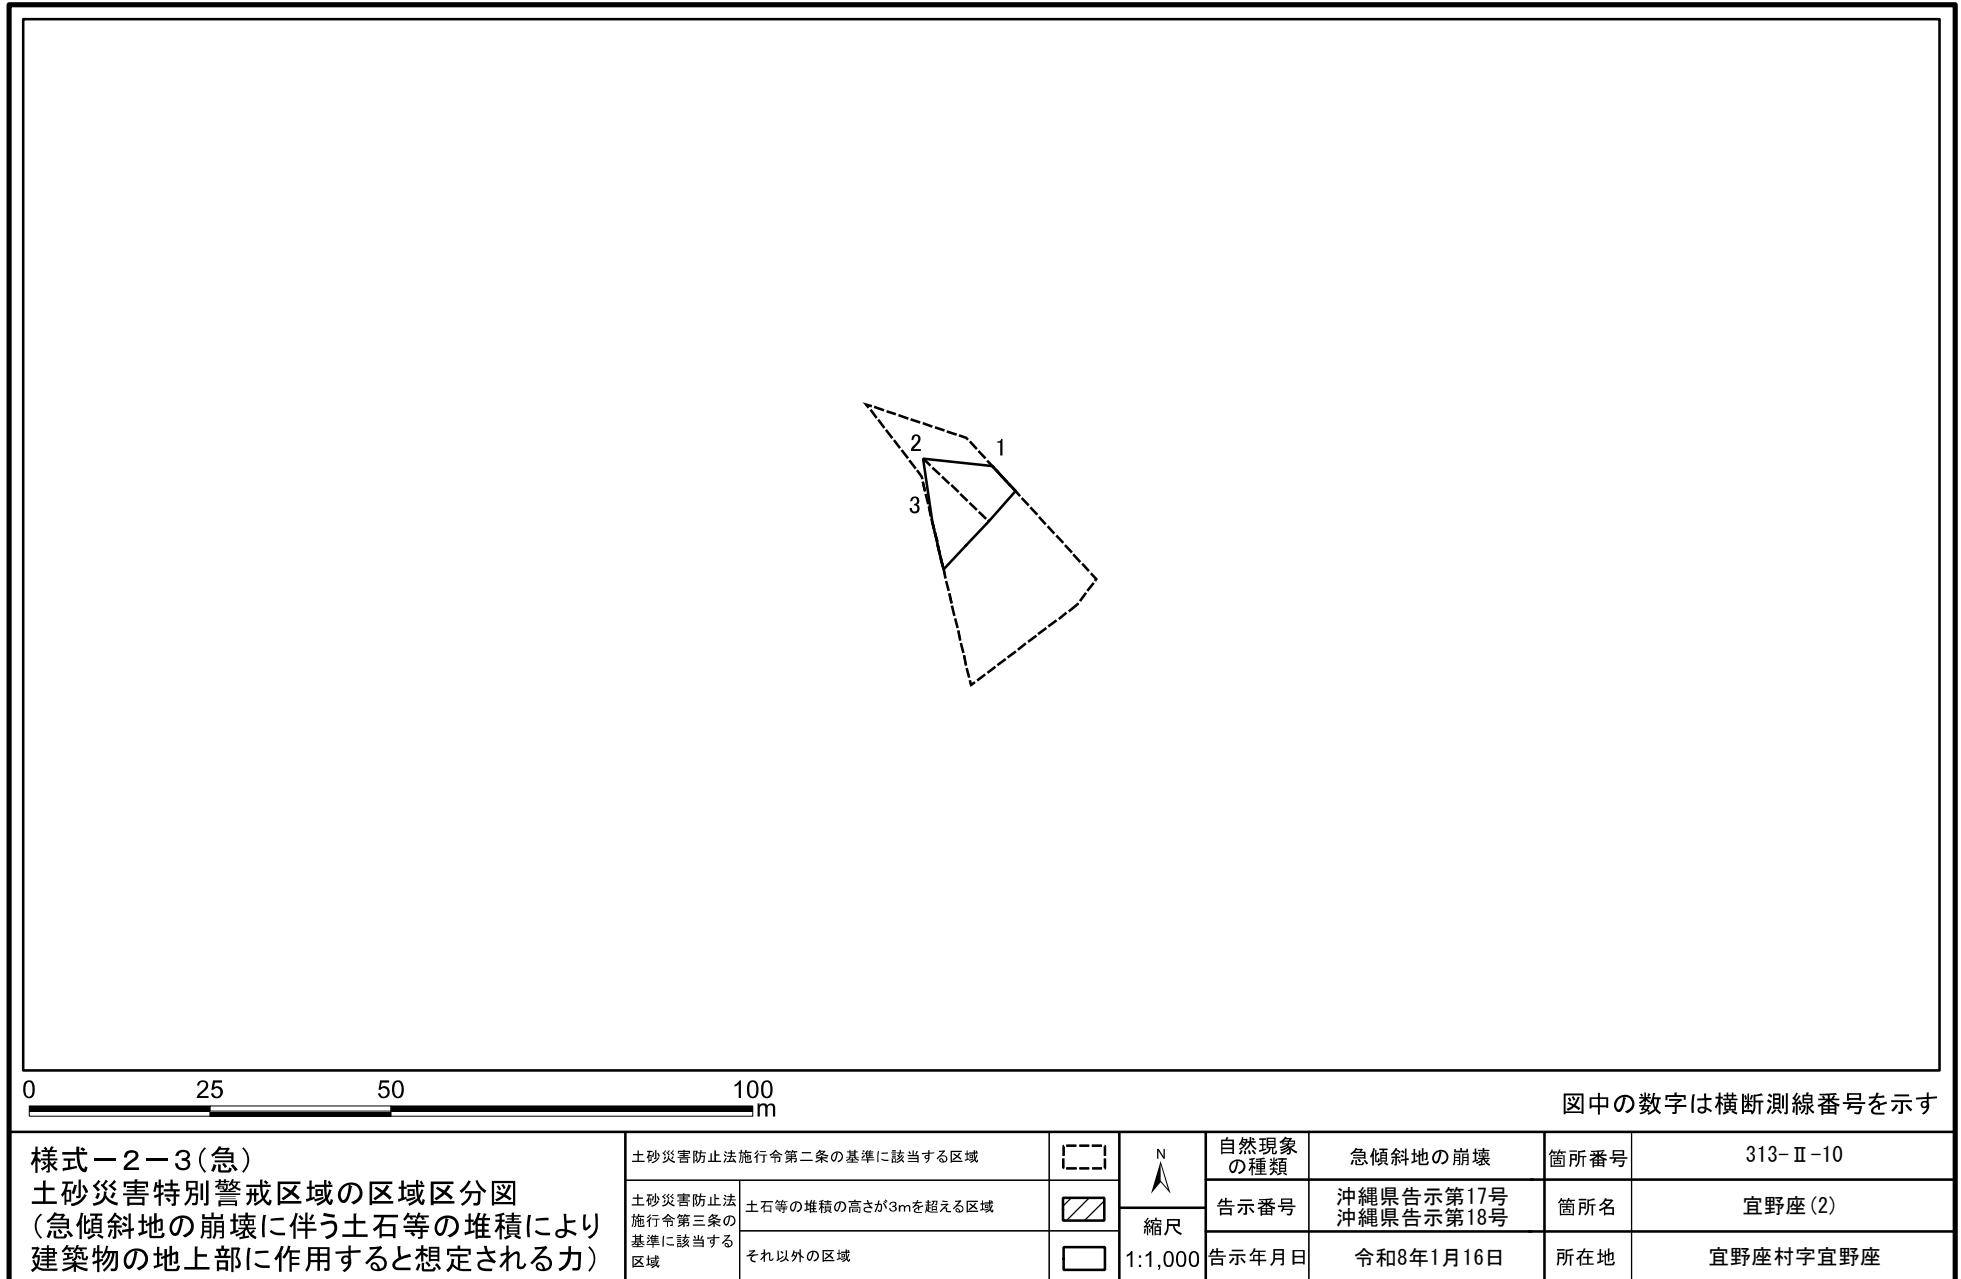 2
1
3
0 25 50 100
m
図中の数字は横断測線番号を示す
様式－２－３（急）
土砂災害特別警戒区域の区域区分図
（急傾斜地の崩壊に伴う土石等の堆積により
建築物の地上部に作用すると想定される力）
土砂災害防止法施行令第二条の基準に該当する区域
土砂災害防止法
施行令第三条の
基準に該当する
区域
土石等の堆積の高さが3mを超える区域
それ以外の区域
N
縮尺
1:1,000
自然現象
の種類
急傾斜地の崩壊
箇所番号
313-Ⅱ-10
告示番号
沖縄県告示第17号
沖縄県告示第18号
箇所名
宜野座(2)
告示年月日
令和8年1月16日
所在地
宜野座村字宜野座